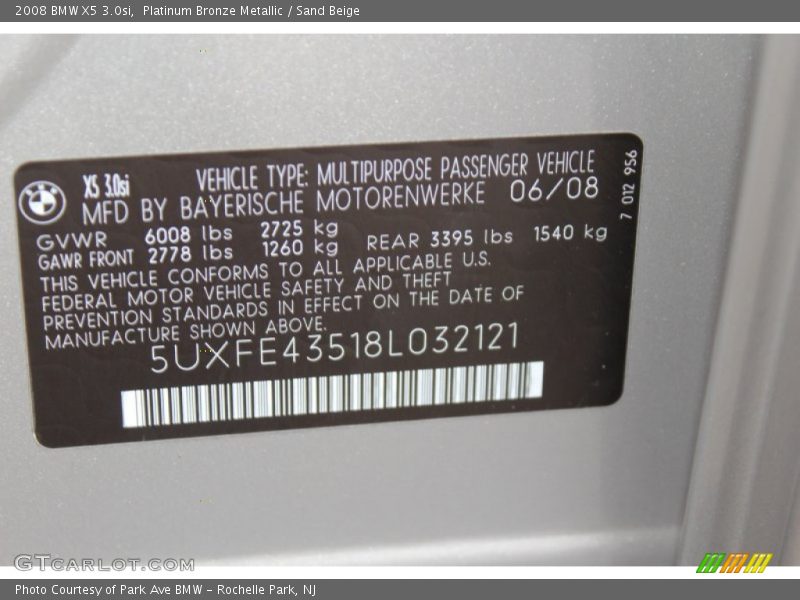 2008 BMW X5 3.0si, Platinum Bronze Metallic / Sand Beige
X5 3.0si VEHICLE TYPE: MULTIPURPOSE PASSENGER VEHICLE
MFD BY BAYERISCHE MOTORENWERKE 06/08
7 012 956
GVWR 6008 lbs 2725 kg
GAWR FRONT 2778 lbs 1260 kg REAR 3395 lbs 1540 kg
THIS VEHICLE CONFORMS TO ALL APPLICABLE U.S.
FEDERAL MOTOR VEHICLE SAFETY AND THEFT
PREVENTION STANDARDS IN EFFECT ON THE DATE OF
MANUFACTURE SHOWN ABOVE.
5UXFE43518L032121
GTCARLOT.COM
Photo Courtesy of Park Ave BMW - Rochelle Park, NJ